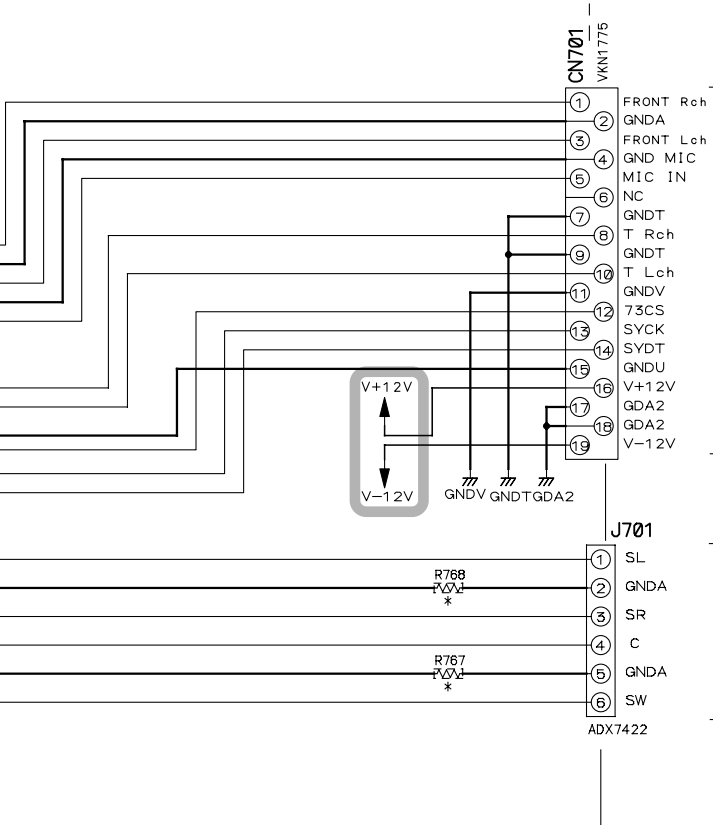 CN701
VKN1775
1 FRONT Rch
2 GNDA
3 FRONT Lch
4 GND MIC
5 MIC IN
6 NC
7 GNDT
8 T Rch
9 GNDT
10 T Lch
11 GNDV
12 73CS
13 SYCK
14 SYDT
15 GNDU
16 V+12V
17 GDA2
18 GDA2
19 V-12V
V+12V
V-12V
GNDV GNDT GDA2
J701
1 SL
R768
2 GNDA
*
3 SR
4 C
R767
5 GNDA
*
6 SW
ADX7422